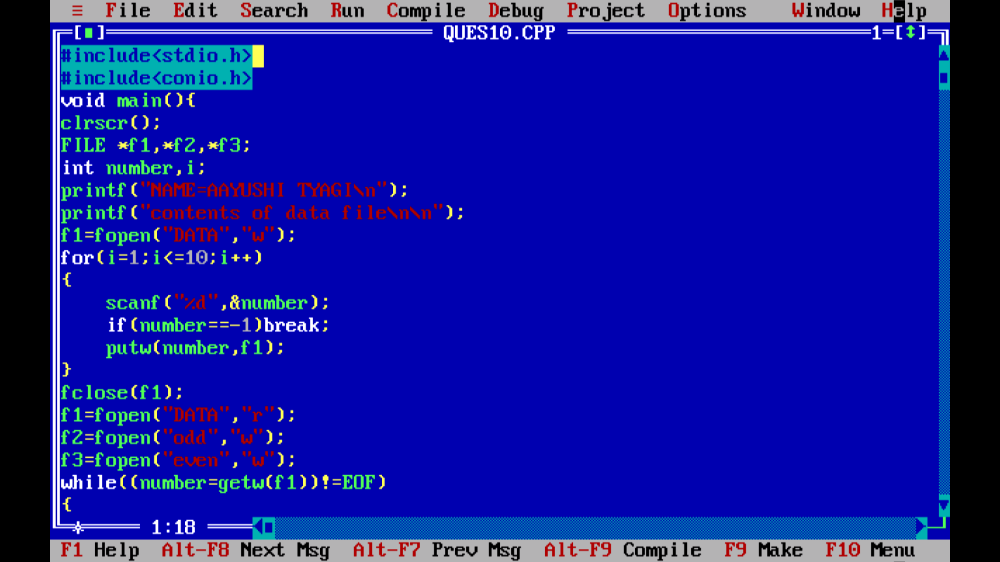 ≡ File Edit Search Run Compile Debug Project Options Window Help
[■] QUES10.CPP 1=[↕]
#include<stdio.h>
#include<conio.h>
void main(){
clrscr();
FILE *f1,*f2,*f3;
int number,i;
printf("NAME=AAYUSHI TYAGI\n");
printf("contents of data file\n\n");
f1=fopen("DATA","w");
for(i=1;i<=10;i++)
{
    scanf("%d",&number);
    if(number==-1)break;
    putw(number,f1);
}
fclose(f1);
f1=fopen("DATA","r");
f2=fopen("odd","w");
f3=fopen("even","w");
while((number=getw(f1))!=EOF)
{
1:18
F1 Help Alt-F8 Next Msg Alt-F7 Prev Msg Alt-F9 Compile F9 Make F10 Menu